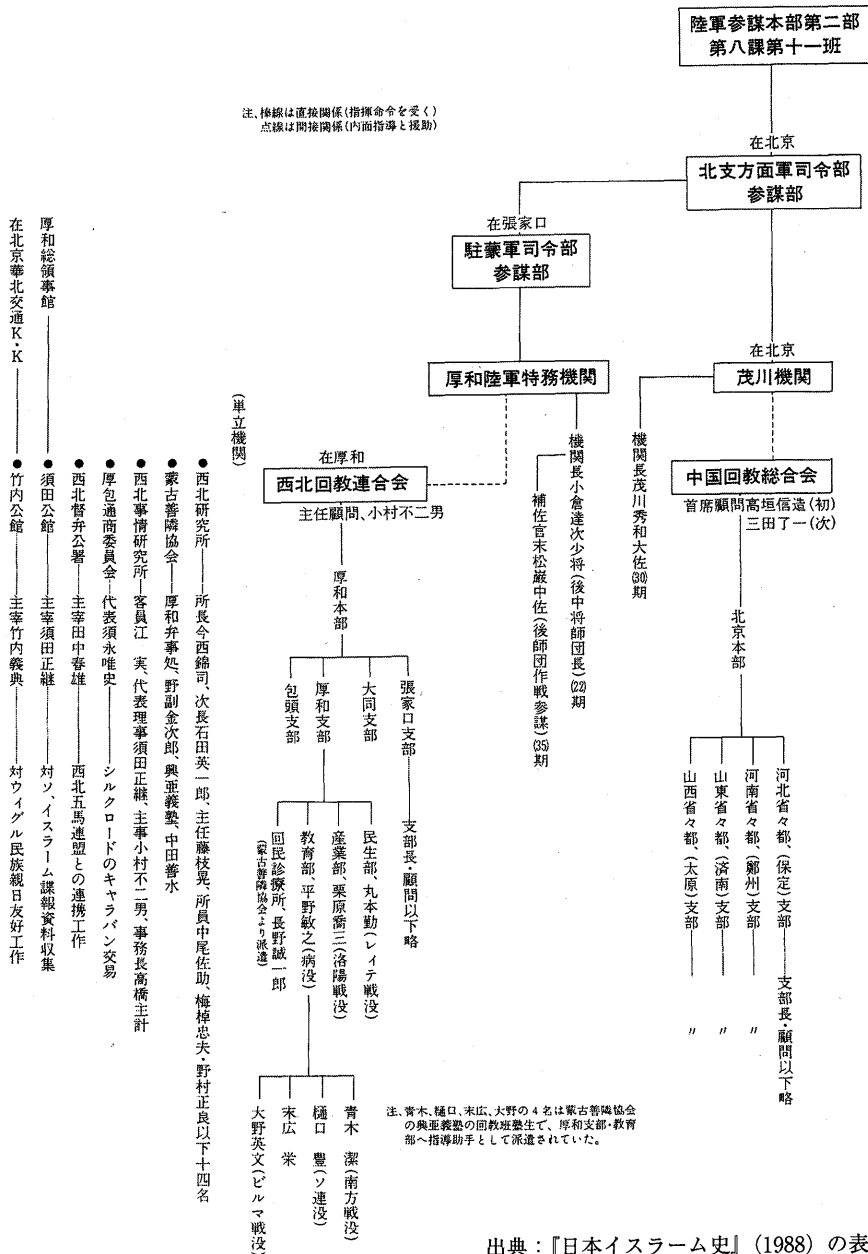 陸軍参謀本部第二部
第八課第十一班
注、棒線は直接関係(指揮命令を受く)
点線は間接関係(内面指導と援助)
在北京
北支方面軍司令部
参謀部
在張家口
駐蒙軍司令部
参謀部
在北京
茂川機関
機関長茂川秀和大佐(30)期
厚和陸軍特務機関
機関長小倉達次少将(後中将師団長)(22)期
補佐官末松巌中佐(後師団作戦参謀)(35)期
中国回教総合会
首席顧問高垣信造(初)
三田了一(次)
北京本部
河北省々都、(保定)支部――支部長・顧問以下略
河南省々都、(鄭州)支部――〃
山東省々都、(済南)支部――〃
山西省々都、(太原)支部――〃
在厚和
西北回教連合会
主任顧問、小村不二男
厚和本部
張家口支部――支部長・顧問以下略
大同支部
厚和支部
包頭支部
民生部、丸本勤(レイテ戦没)
産業部、栗原喬三(洛陽戦没)
教育部、平野敏之(病没)
回民診療所、長野誠一郎
(蒙古善隣協会より派遣)
青木 潔(南方戦没)
樋口 豊(ソ連没)
末広 栄
大野英文(ビルマ戦没)
注、青木、樋口、末広、大野の4名は蒙古善隣協会
の興亜義塾の回教班塾生で、厚和支部・教育
部へ指導助手として派遣されていた。
(単立機関)
●西北研究所――所長今西錦司、次長石田英一郎、主任藤枝晃、所員中尾佐助、梅棹忠夫・野村正良以下十四名
●蒙古善隣協会――厚和弁事処、野副金次郎、興亜義塾、中田善水
●西北事情研究所――客員江 実、代表理事須田正継、主事小村不二男、事務長高橋主計
●厚包通商委員会――代表須永唯史――シルクロードのキャラバン交易
●西北督弁公署――主宰田中春雄――西北五馬連盟との連携工作
厚和総領事館――●須田公館――主宰須田正継――対ソ、イスラーム諜報資料収集
在北京華北交通K・K――●竹内公館――主宰竹内義典――対ウィグル民族親日友好工作
出典：『日本イスラーム史』(1988)の表